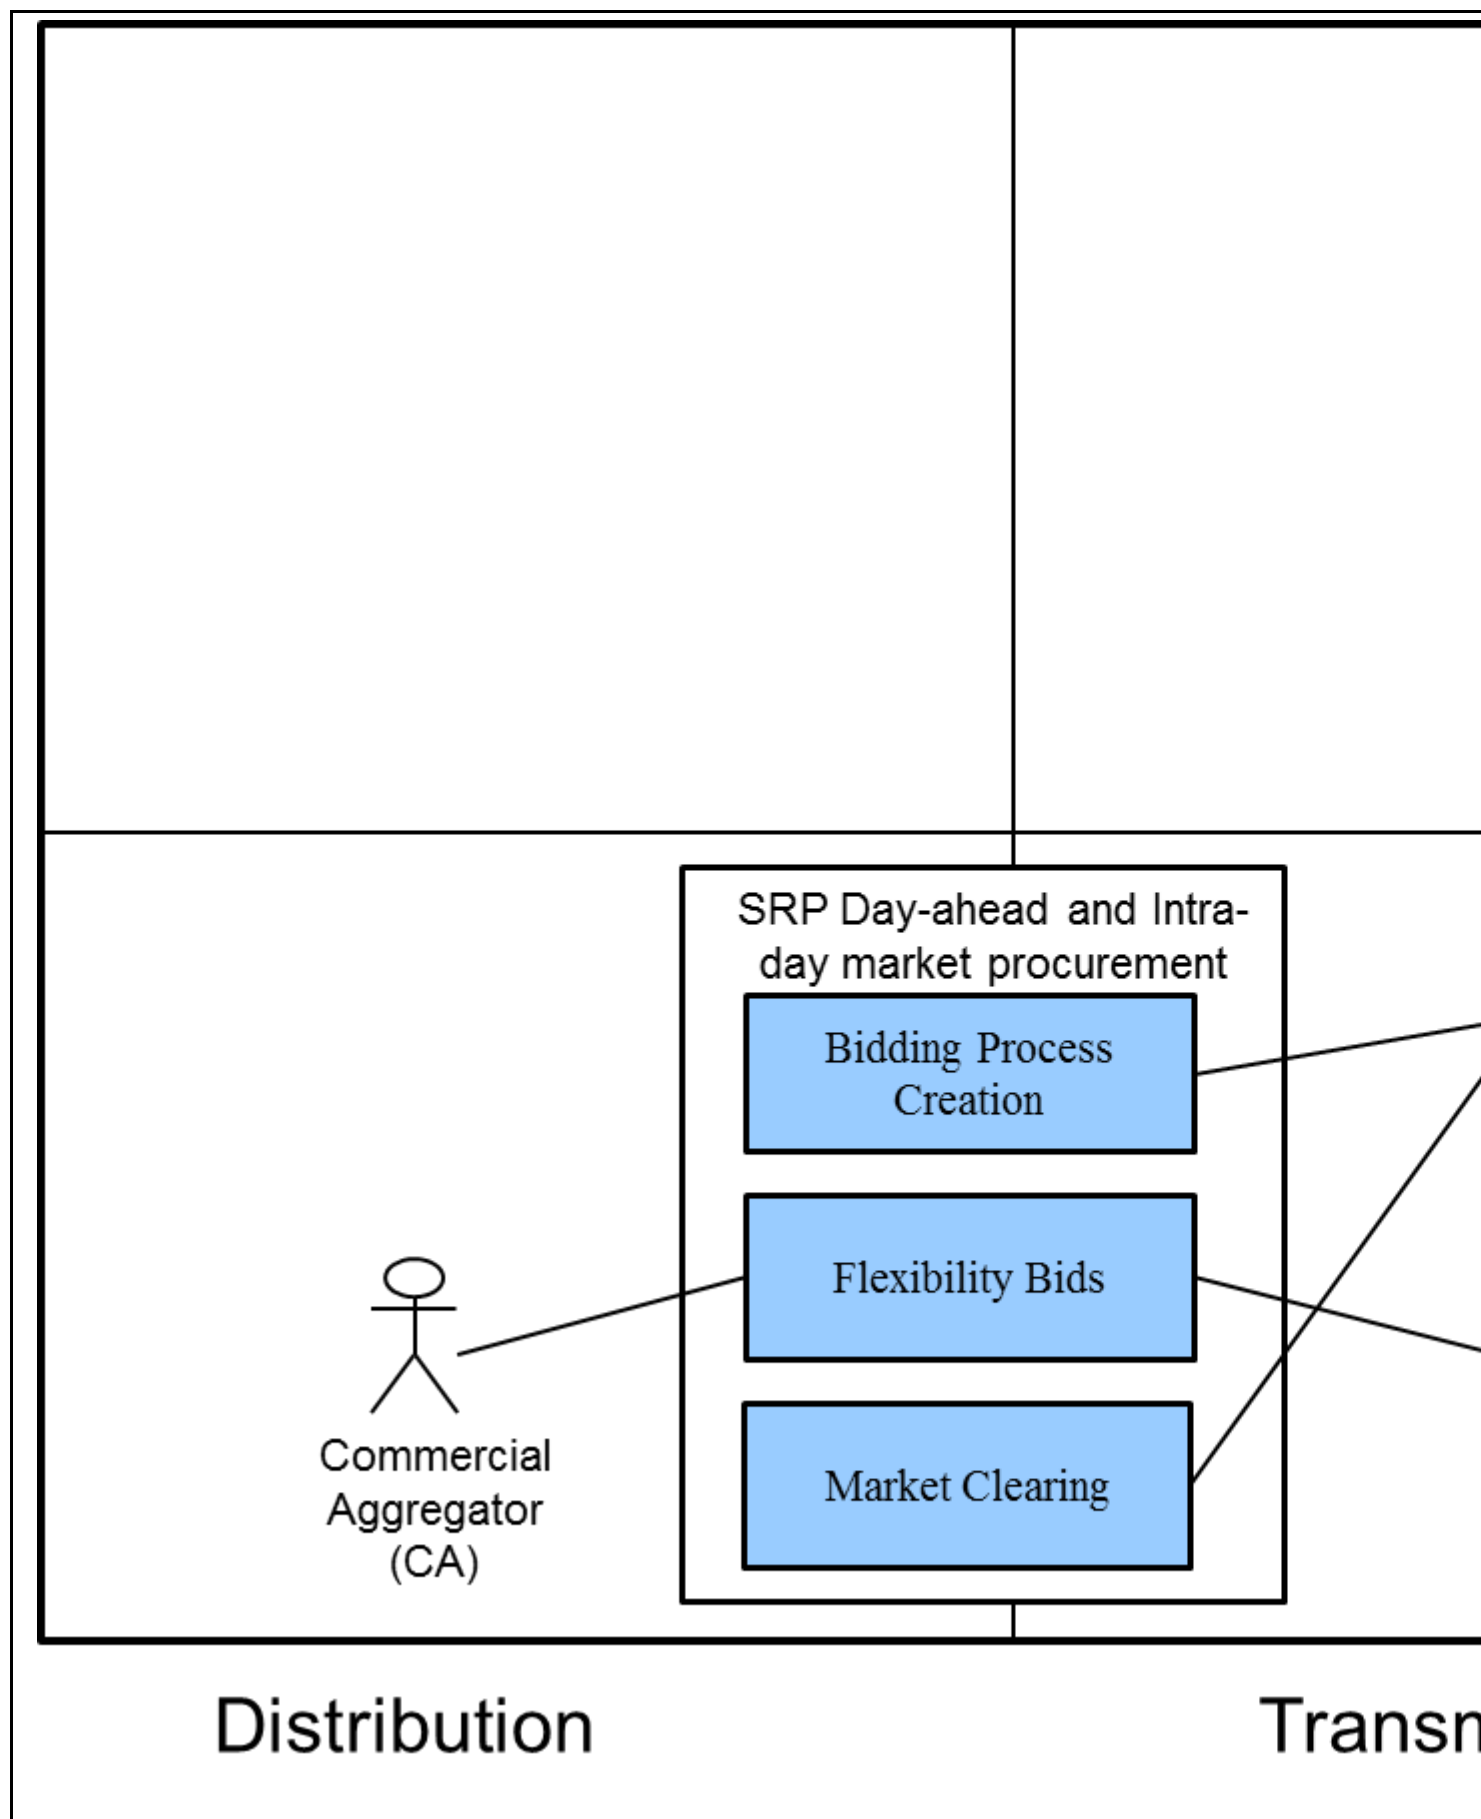 SRP Day-ahead and Intra-
day market procurement
Bidding Process
Creation
Flexibility Bids
Market Clearing
Commercial
Aggregator
(CA)
Distribution